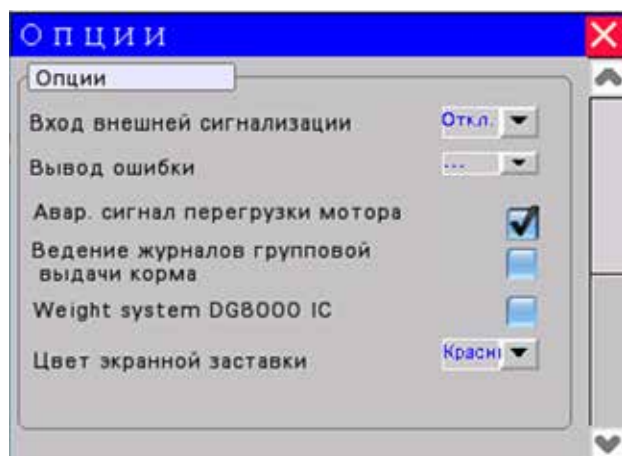 Опции
Опции
Вход внешней сигнализации Откл.
Вывод ошибки ---
Авар. сигнал перегрузки мотора
Ведение журналов групповой
выдачи корма
Weight system DG8000 IC
Цвет экранной заставки